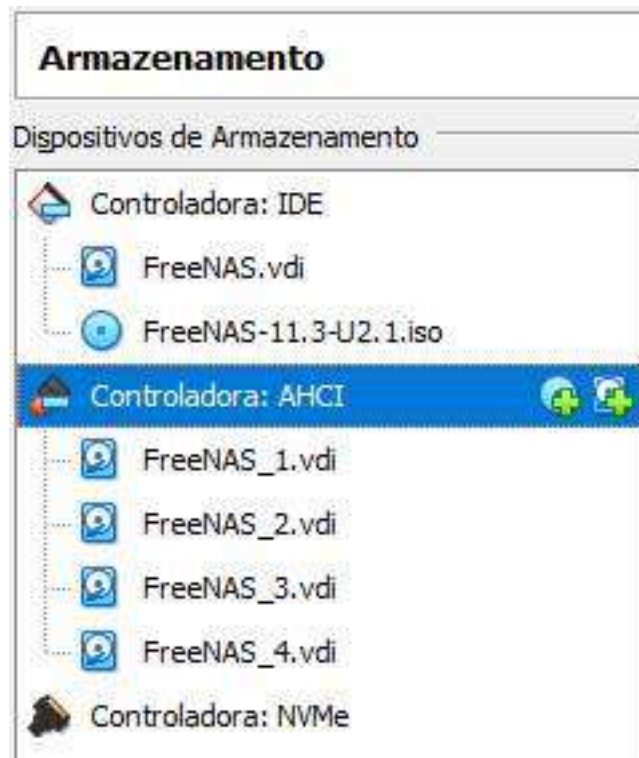 Armazenamento
Dispositivos de Armazenamento
Controladora: IDE
FreeNAS.vdi
FreeNAS-11.3-U2.1.iso
Controladora: AHCI
FreeNAS_1.vdi
FreeNAS_2.vdi
FreeNAS_3.vdi
FreeNAS_4.vdi
Controladora: NVMe